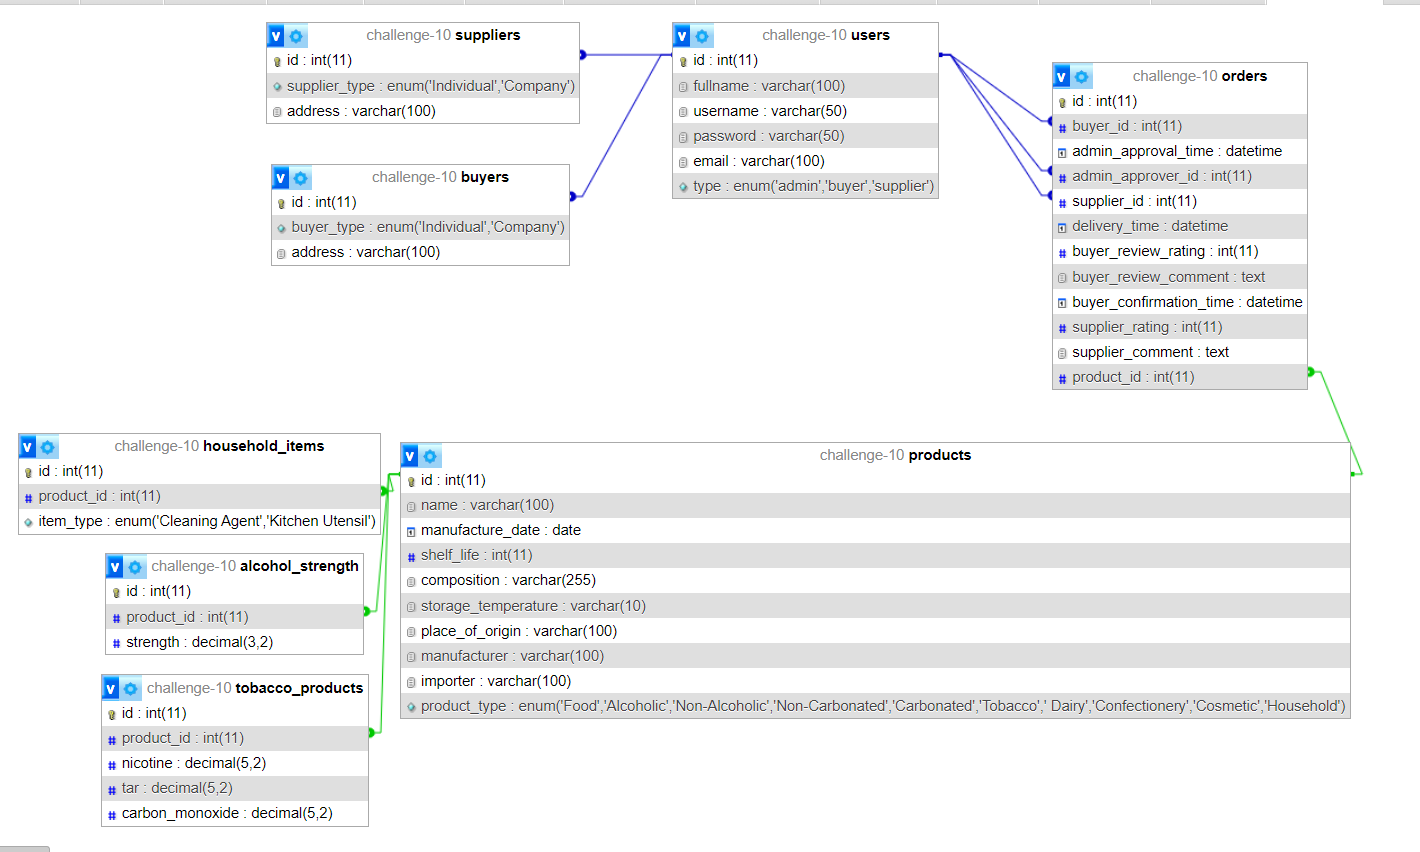 challenge-10 suppliers
id : int(11)
supplier_type : enum('Individual','Company')
address : varchar(100)
challenge-10 buyers
id : int(11)
buyer_type : enum('Individual','Company')
address : varchar(100)
challenge-10 users
id : int(11)
fullname : varchar(100)
username : varchar(50)
password : varchar(50)
email : varchar(100)
type : enum('admin','buyer','supplier')
challenge-10 orders
id : int(11)
buyer_id : int(11)
admin_approval_time : datetime
admin_approver_id : int(11)
supplier_id : int(11)
delivery_time : datetime
buyer_review_rating : int(11)
buyer_review_comment : text
buyer_confirmation_time : datetime
supplier_rating : int(11)
supplier_comment : text
product_id : int(11)
challenge-10 household_items
id : int(11)
product_id : int(11)
item_type : enum('Cleaning Agent','Kitchen Utensil')
challenge-10 alcohol_strength
id : int(11)
product_id : int(11)
strength : decimal(3,2)
challenge-10 tobacco_products
id : int(11)
product_id : int(11)
nicotine : decimal(5,2)
tar : decimal(5,2)
carbon_monoxide : decimal(5,2)
challenge-10 products
id : int(11)
name : varchar(100)
manufacture_date : date
shelf_life : int(11)
composition : varchar(255)
storage_temperature : varchar(10)
place_of_origin : varchar(100)
manufacturer : varchar(100)
importer : varchar(100)
product_type : enum('Food','Alcoholic','Non-Alcoholic','Non-Carbonated','Carbonated','Tobacco',' Dairy','Confectionery','Cosmetic','Household')